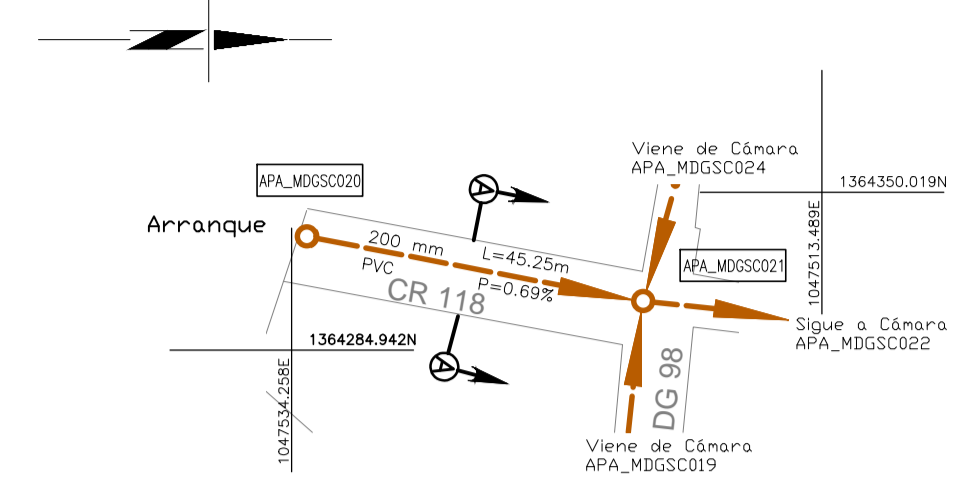 Viene de Cámara
APA_MDGSC024
1364350.019N
APA_MDGSC020
A
1047513.489E
Arranque
200 mm
L=45.25m
PVC
APA_MDGSC021
P=0.69%
CR 118
Sigue a Cámara
APA_MDGSC022
1364284.942N
A
DG 98
1047534.258E
Viene de Cámara
APA_MDGSC019